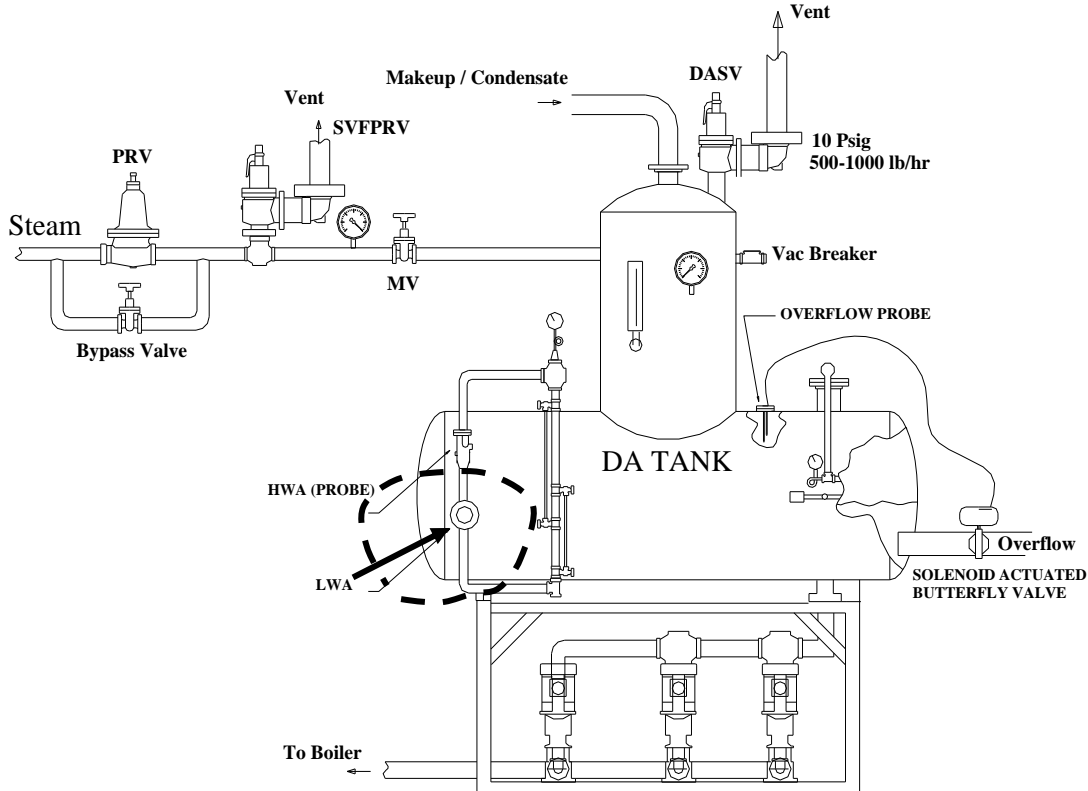 Vent
Makeup / Condensate
DASV
Vent
SVFPRV
10 Psig
500-1000 lb/hr
PRV
Steam
Vac Breaker
MV
OVERFLOW PROBE
Bypass Valve
DA TANK
HWA (PROBE)
Overflow
LWA
SOLENOID ACTUATED
BUTTERFLY VALVE
To Boiler